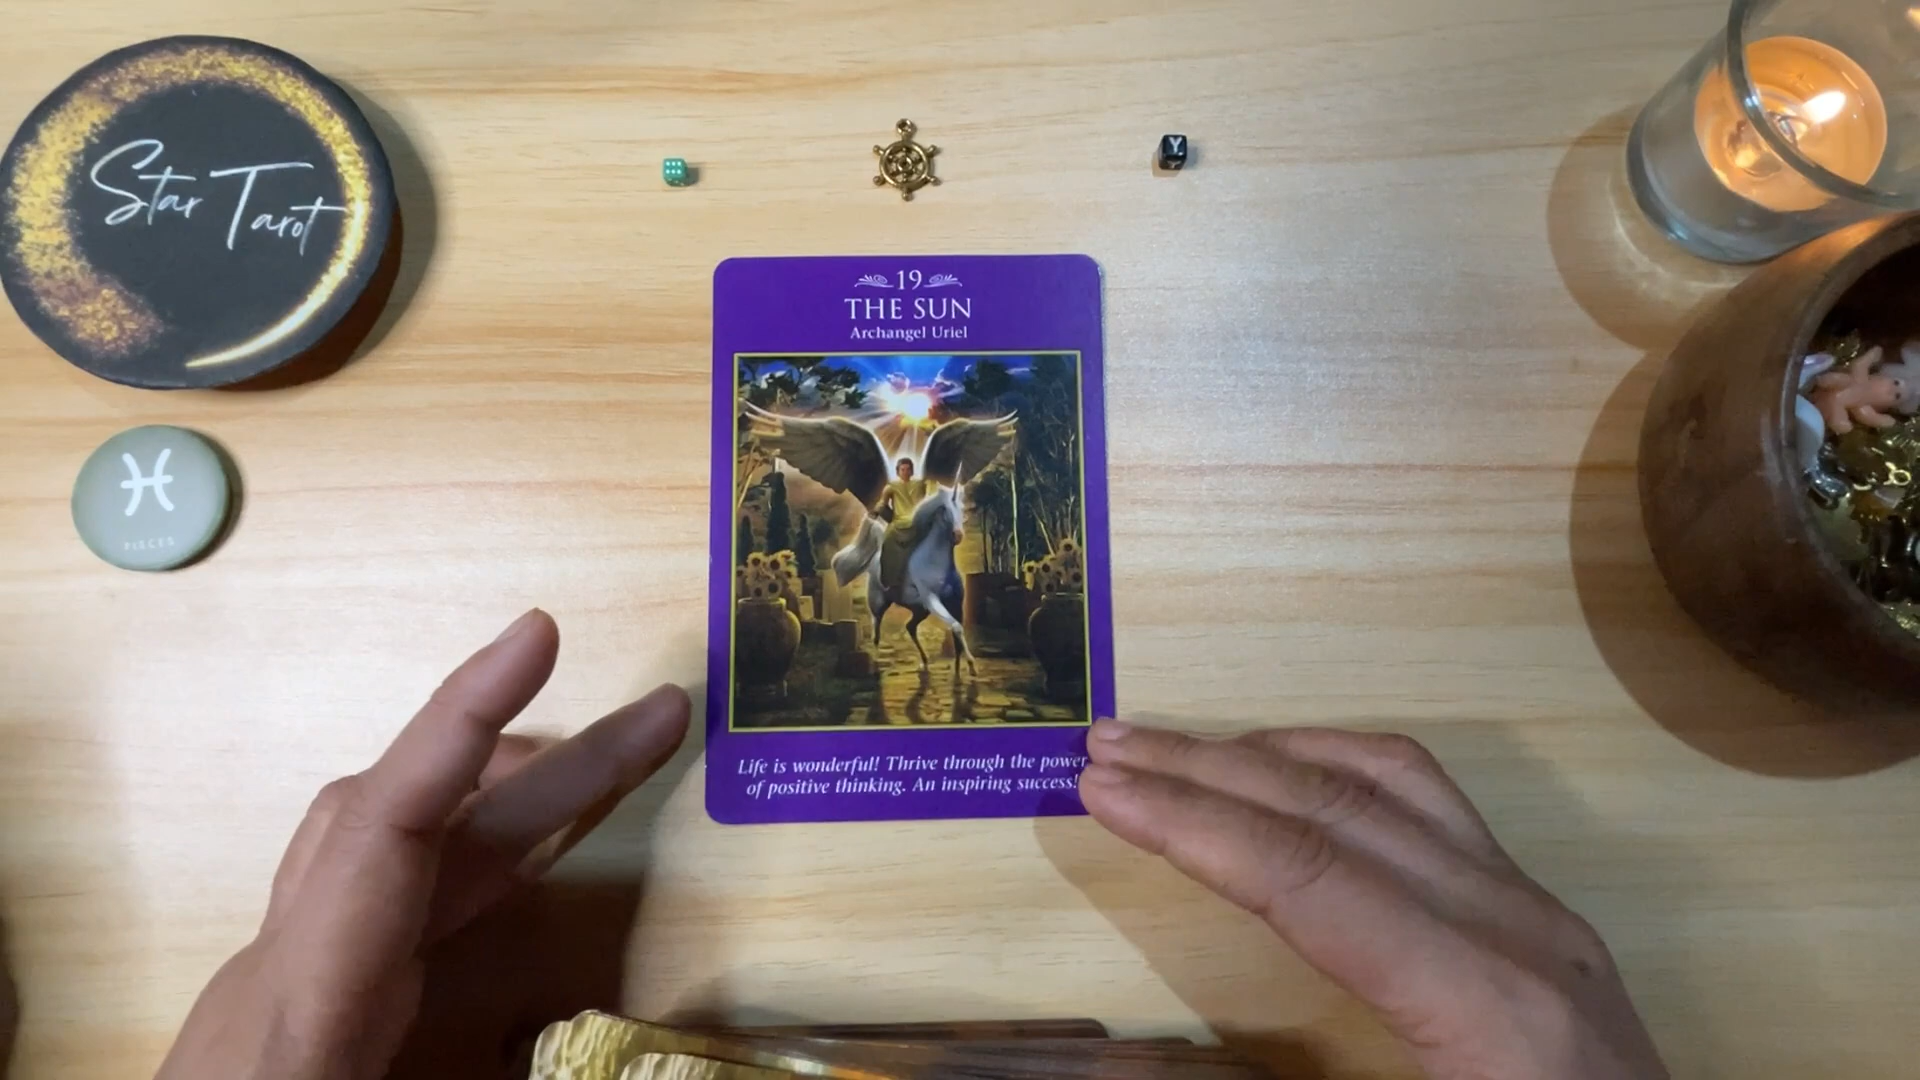 Star Tarot
Y
19
THE SUN
Archangel Uriel
PISCES
Life is wonderful! Thrive through the power
of positive thinking. An inspiring success!